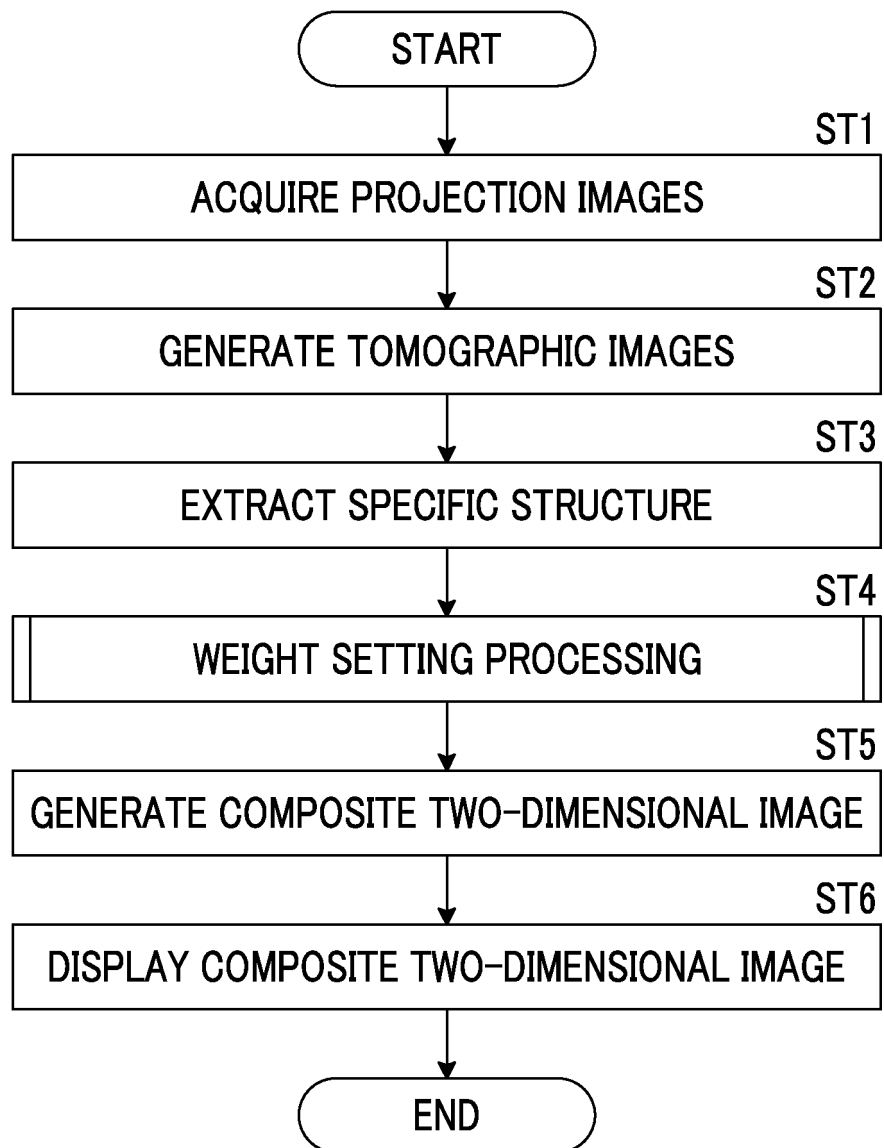 START
ST1
ACQUIRE PROJECTION IMAGES
ST2
GENERATE TOMOGRAPHIC IMAGES
ST3
EXTRACT SPECIFIC STRUCTURE
ST4
WEIGHT SETTING PROCESSING
ST5
GENERATE COMPOSITE TWO-DIMENSIONAL IMAGE
ST6
DISPLAY COMPOSITE TWO-DIMENSIONAL IMAGE
END